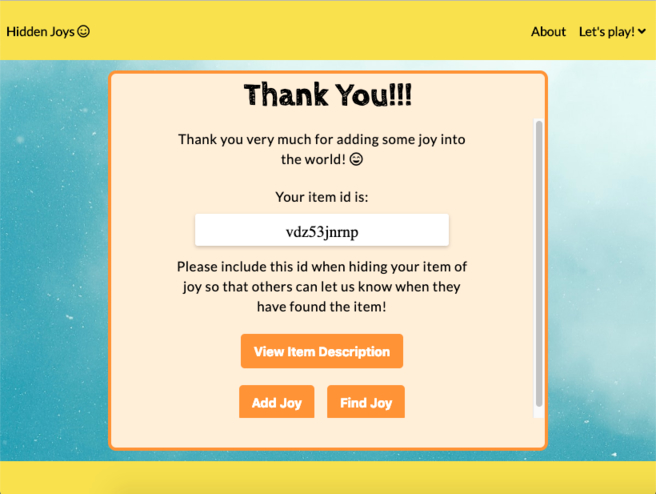 Hidden Joys
About
Let's play!
Thank You!!!
Thank you very much for adding some joy into
the world!
Your item id is:
vdz53jnrnp
Please include this id when hiding your item of
joy so that others can let us know when they
have found the item!
View Item Description
Add Joy
Find Joy